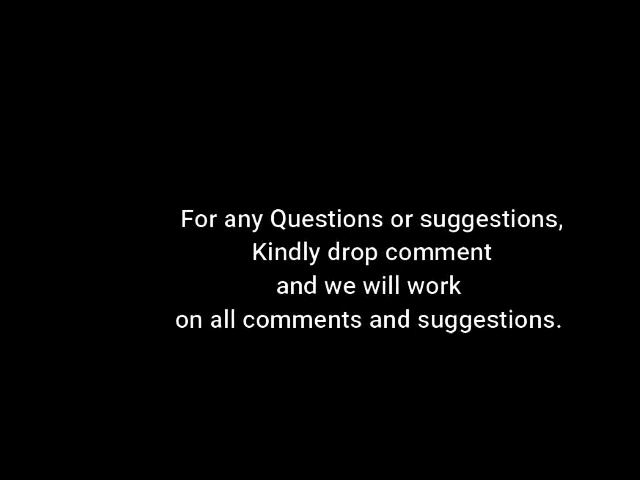 For any Questions or suggestions,
Kindly drop comment
and we will work
on all comments and suggestions.